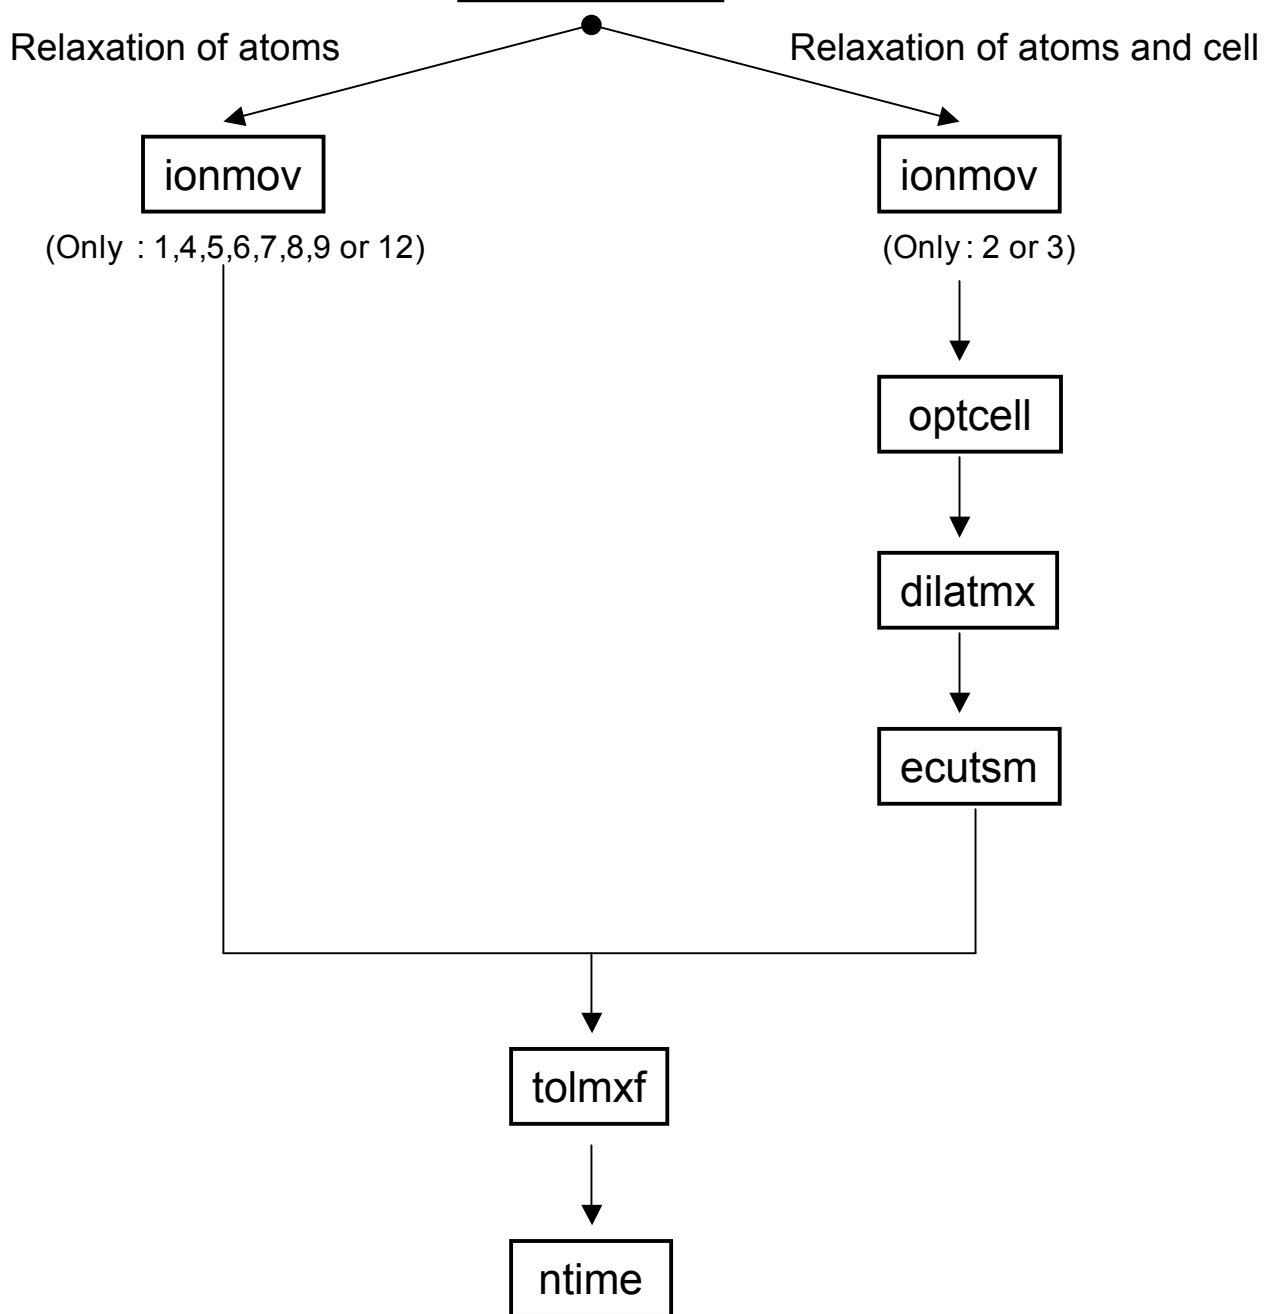 Relaxation of atoms
Relaxation of atoms and cell
ionmov
ionmov
(Only : 1,4,5,6,7,8,9 or 12)
(Only : 2 or 3)
optcell
dilatmx
ecutsm
tolmxf
ntime